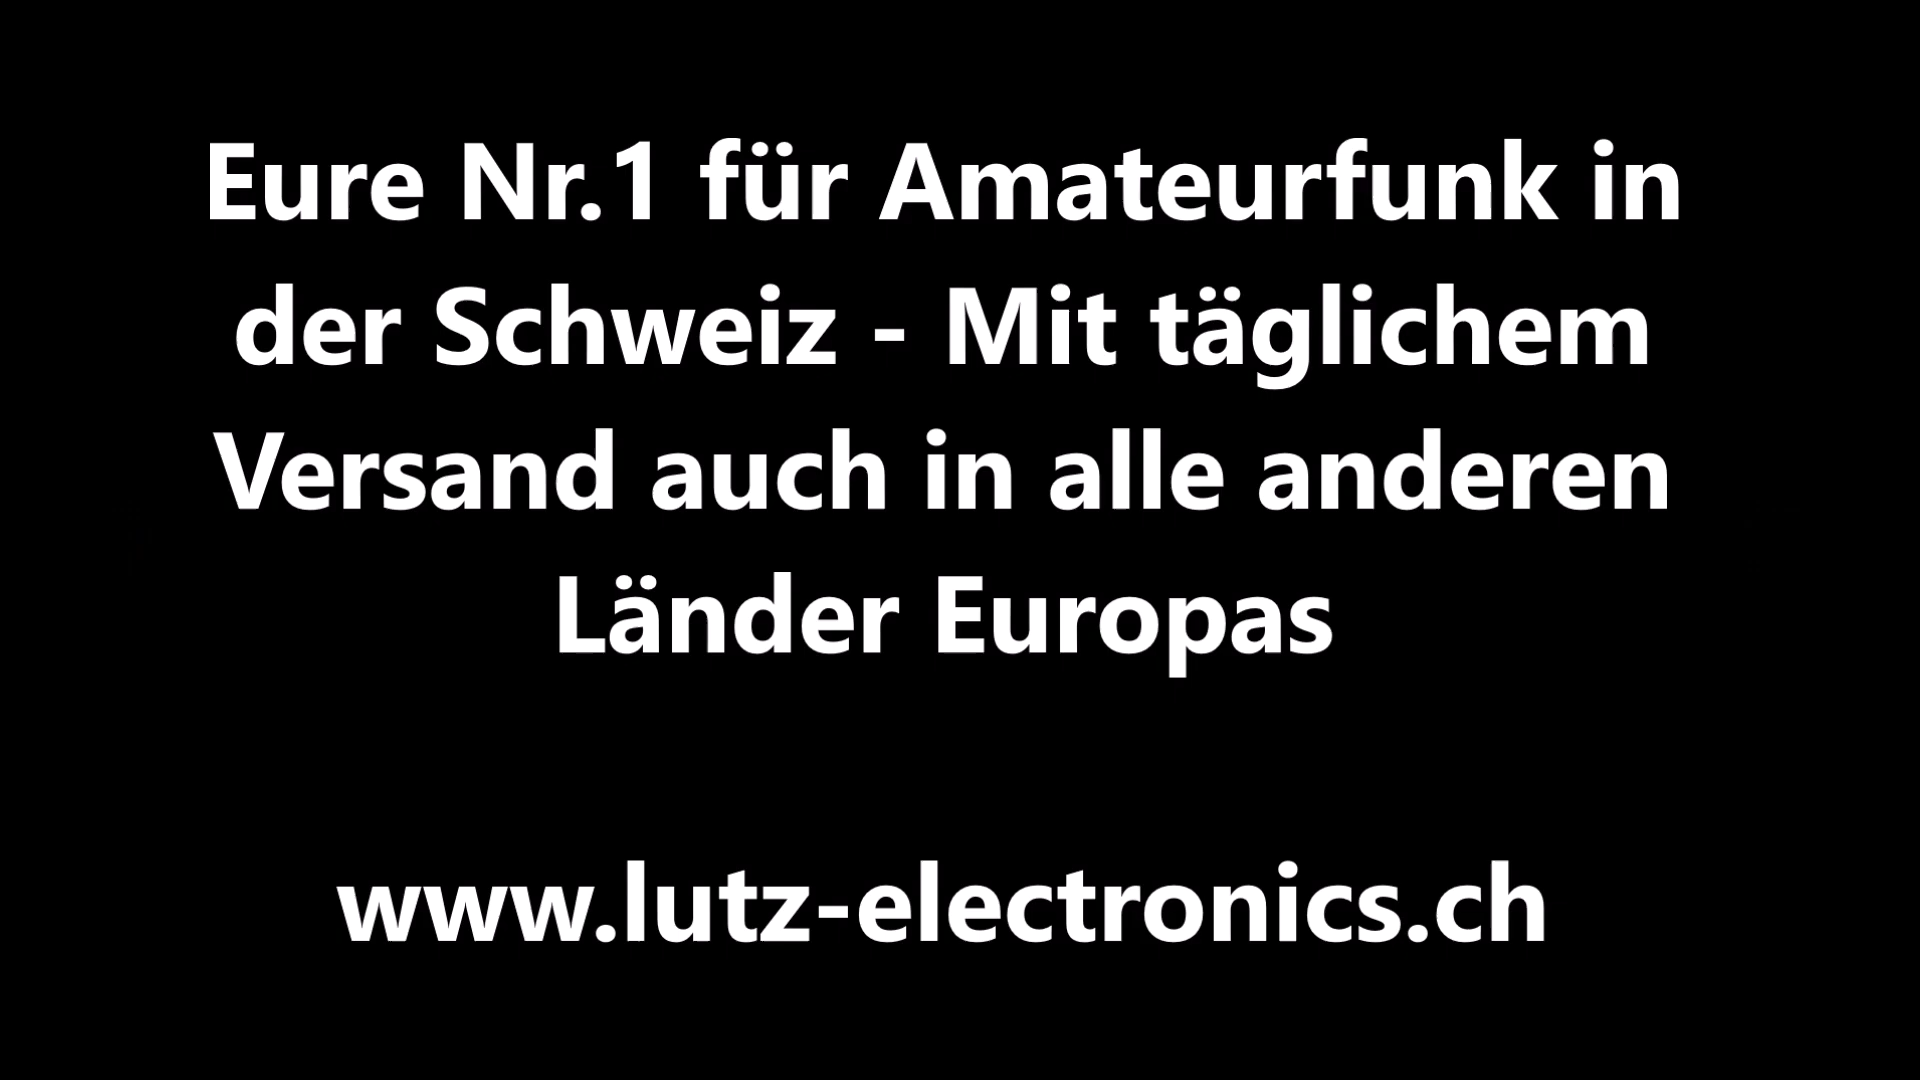 Eure Nr.1 für Amateurfunk in
der Schweiz - Mit täglichem
Versand auch in alle anderen
Länder Europas
www.lutz-electronics.ch